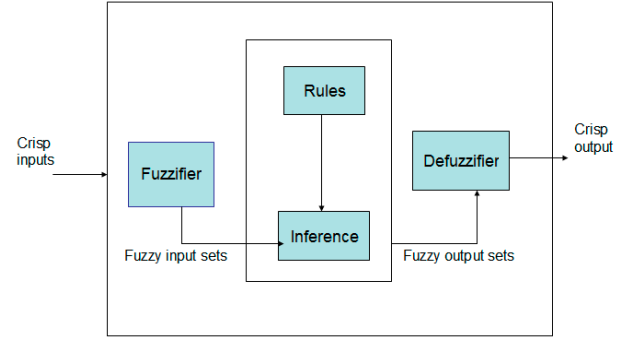 Rules
Crisp
inputs
Fuzzifier
Defuzzifier
Crisp
output
Inference
Fuzzy input sets
Fuzzy output sets